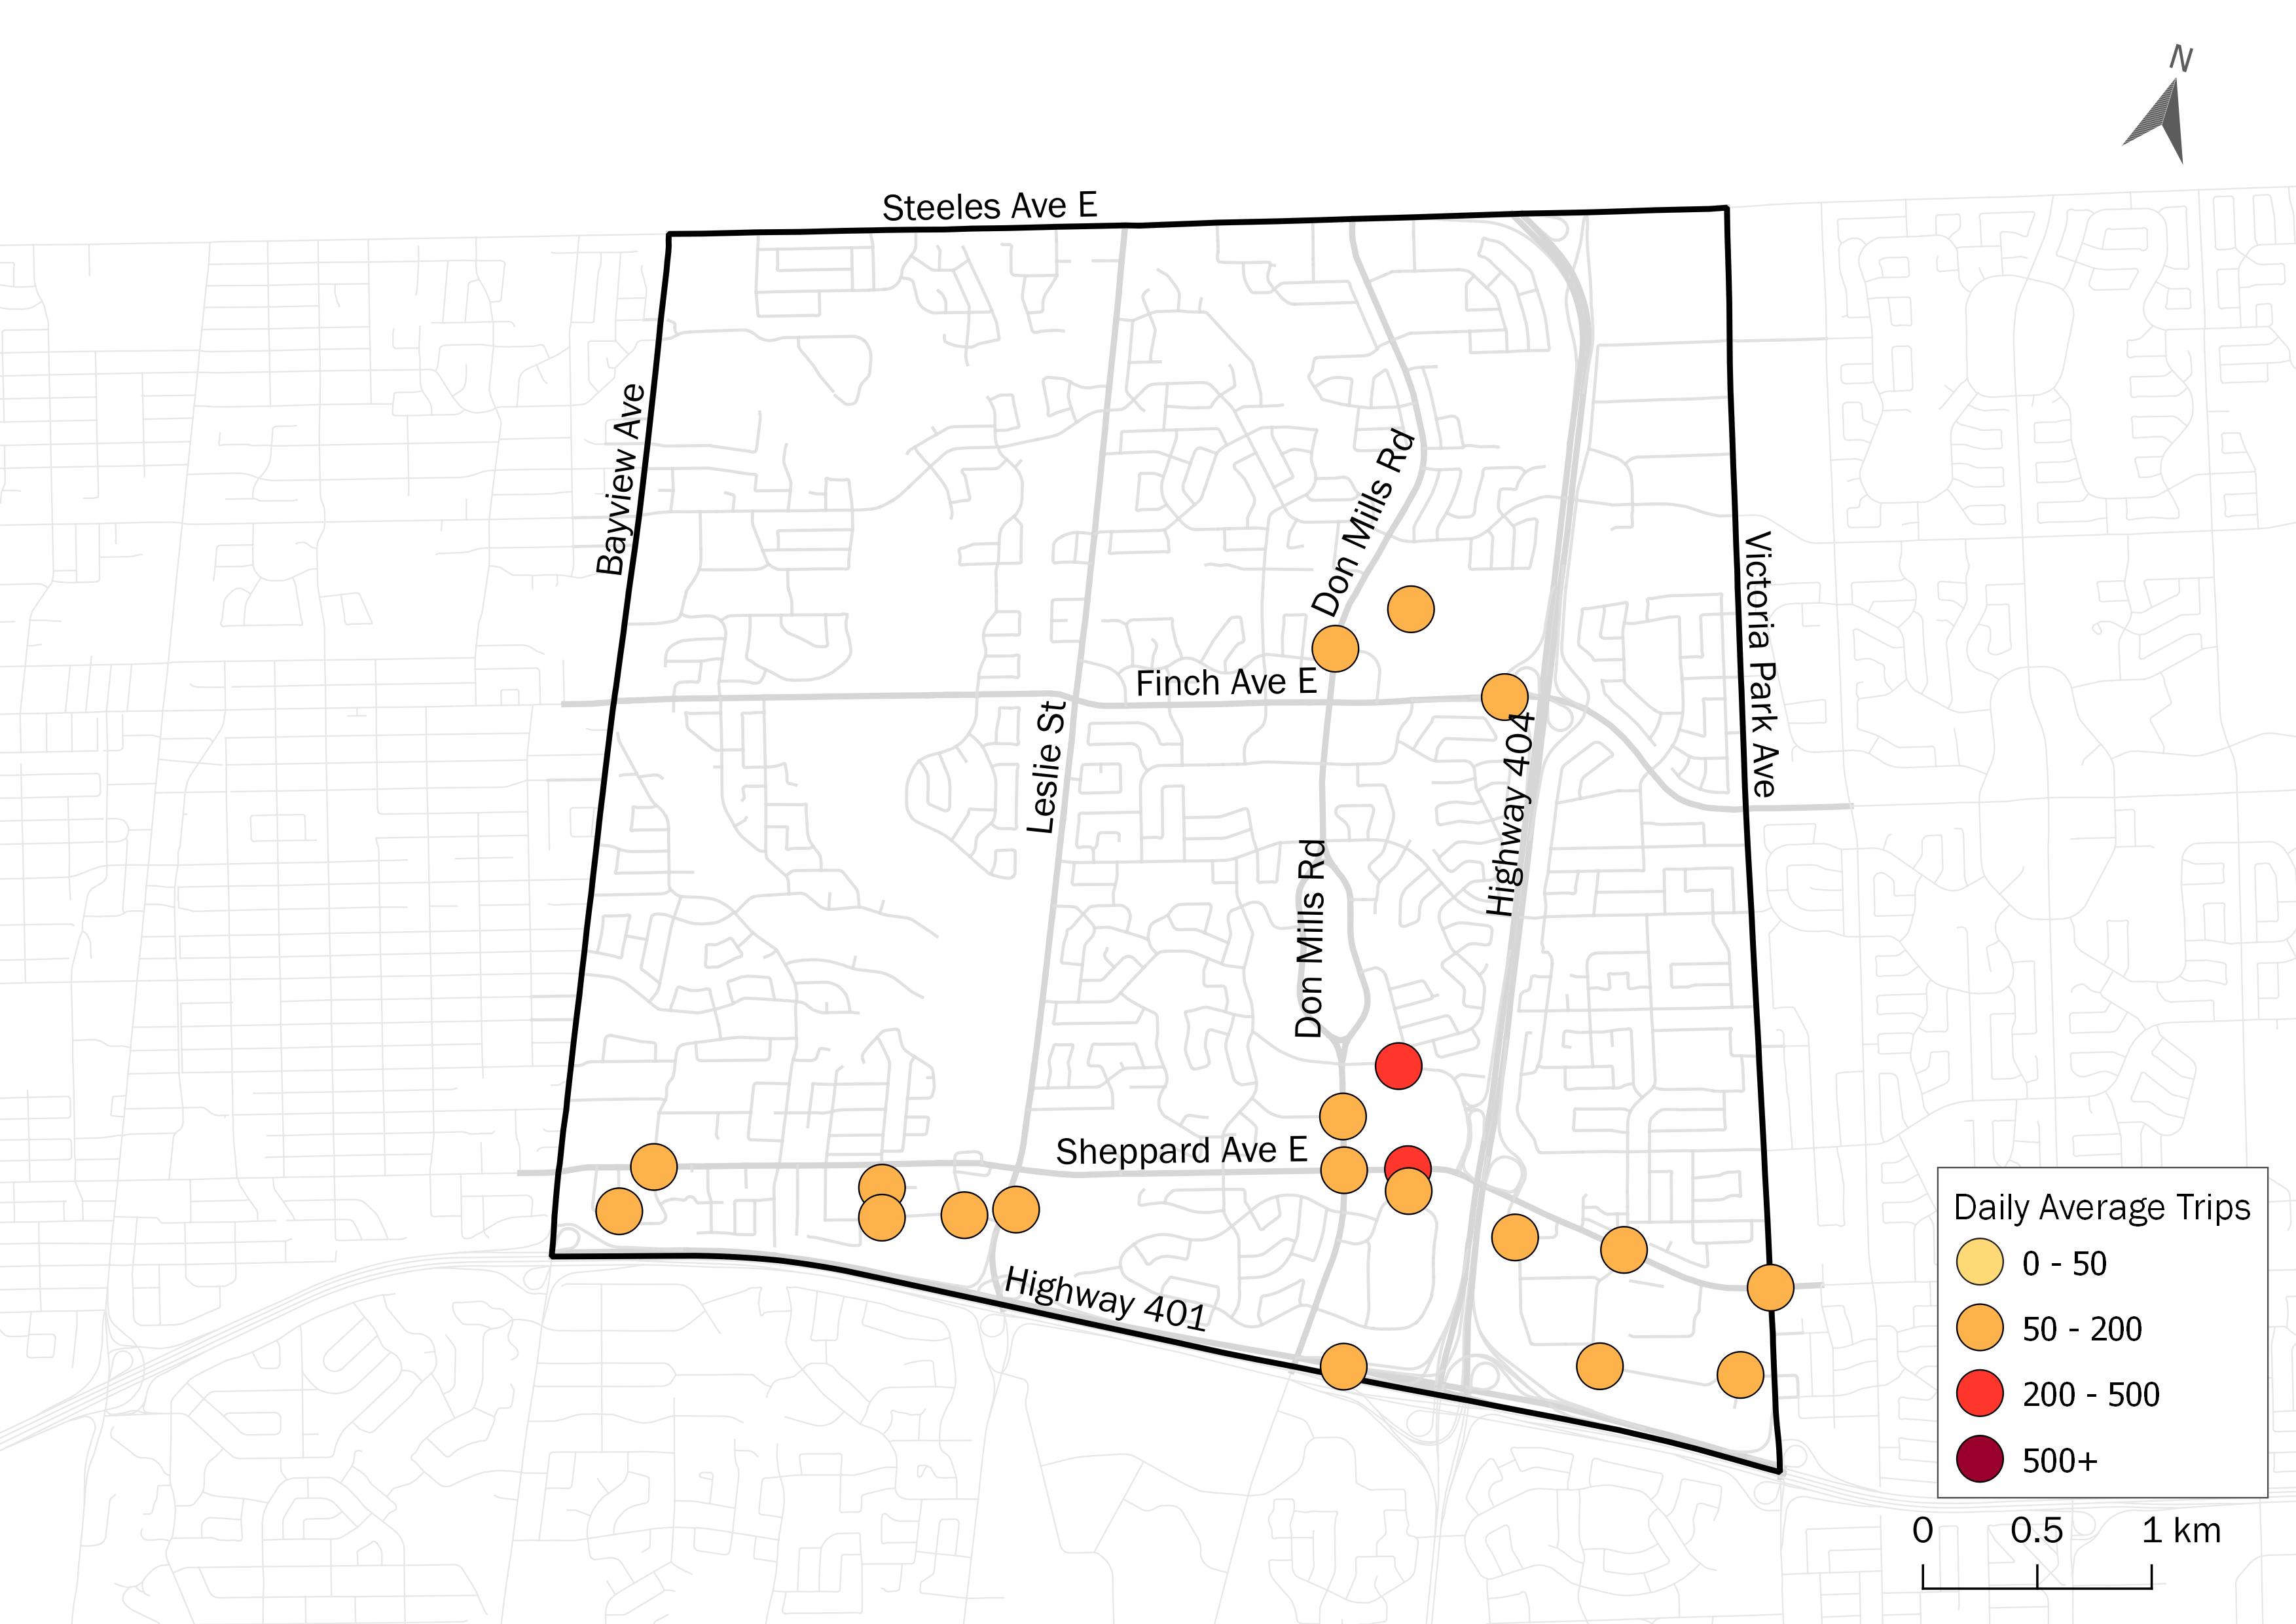 N
Steeles Ave E
Bayview Ave
Don Mills Rd
Victoria Park Ave
Finch Ave E
Leslie St
Highway 404
Don Mills Rd
Sheppard Ave E
Highway 401
Daily Average Trips
0 - 50
50 - 200
200 - 500
500+
0 0.5 1 km